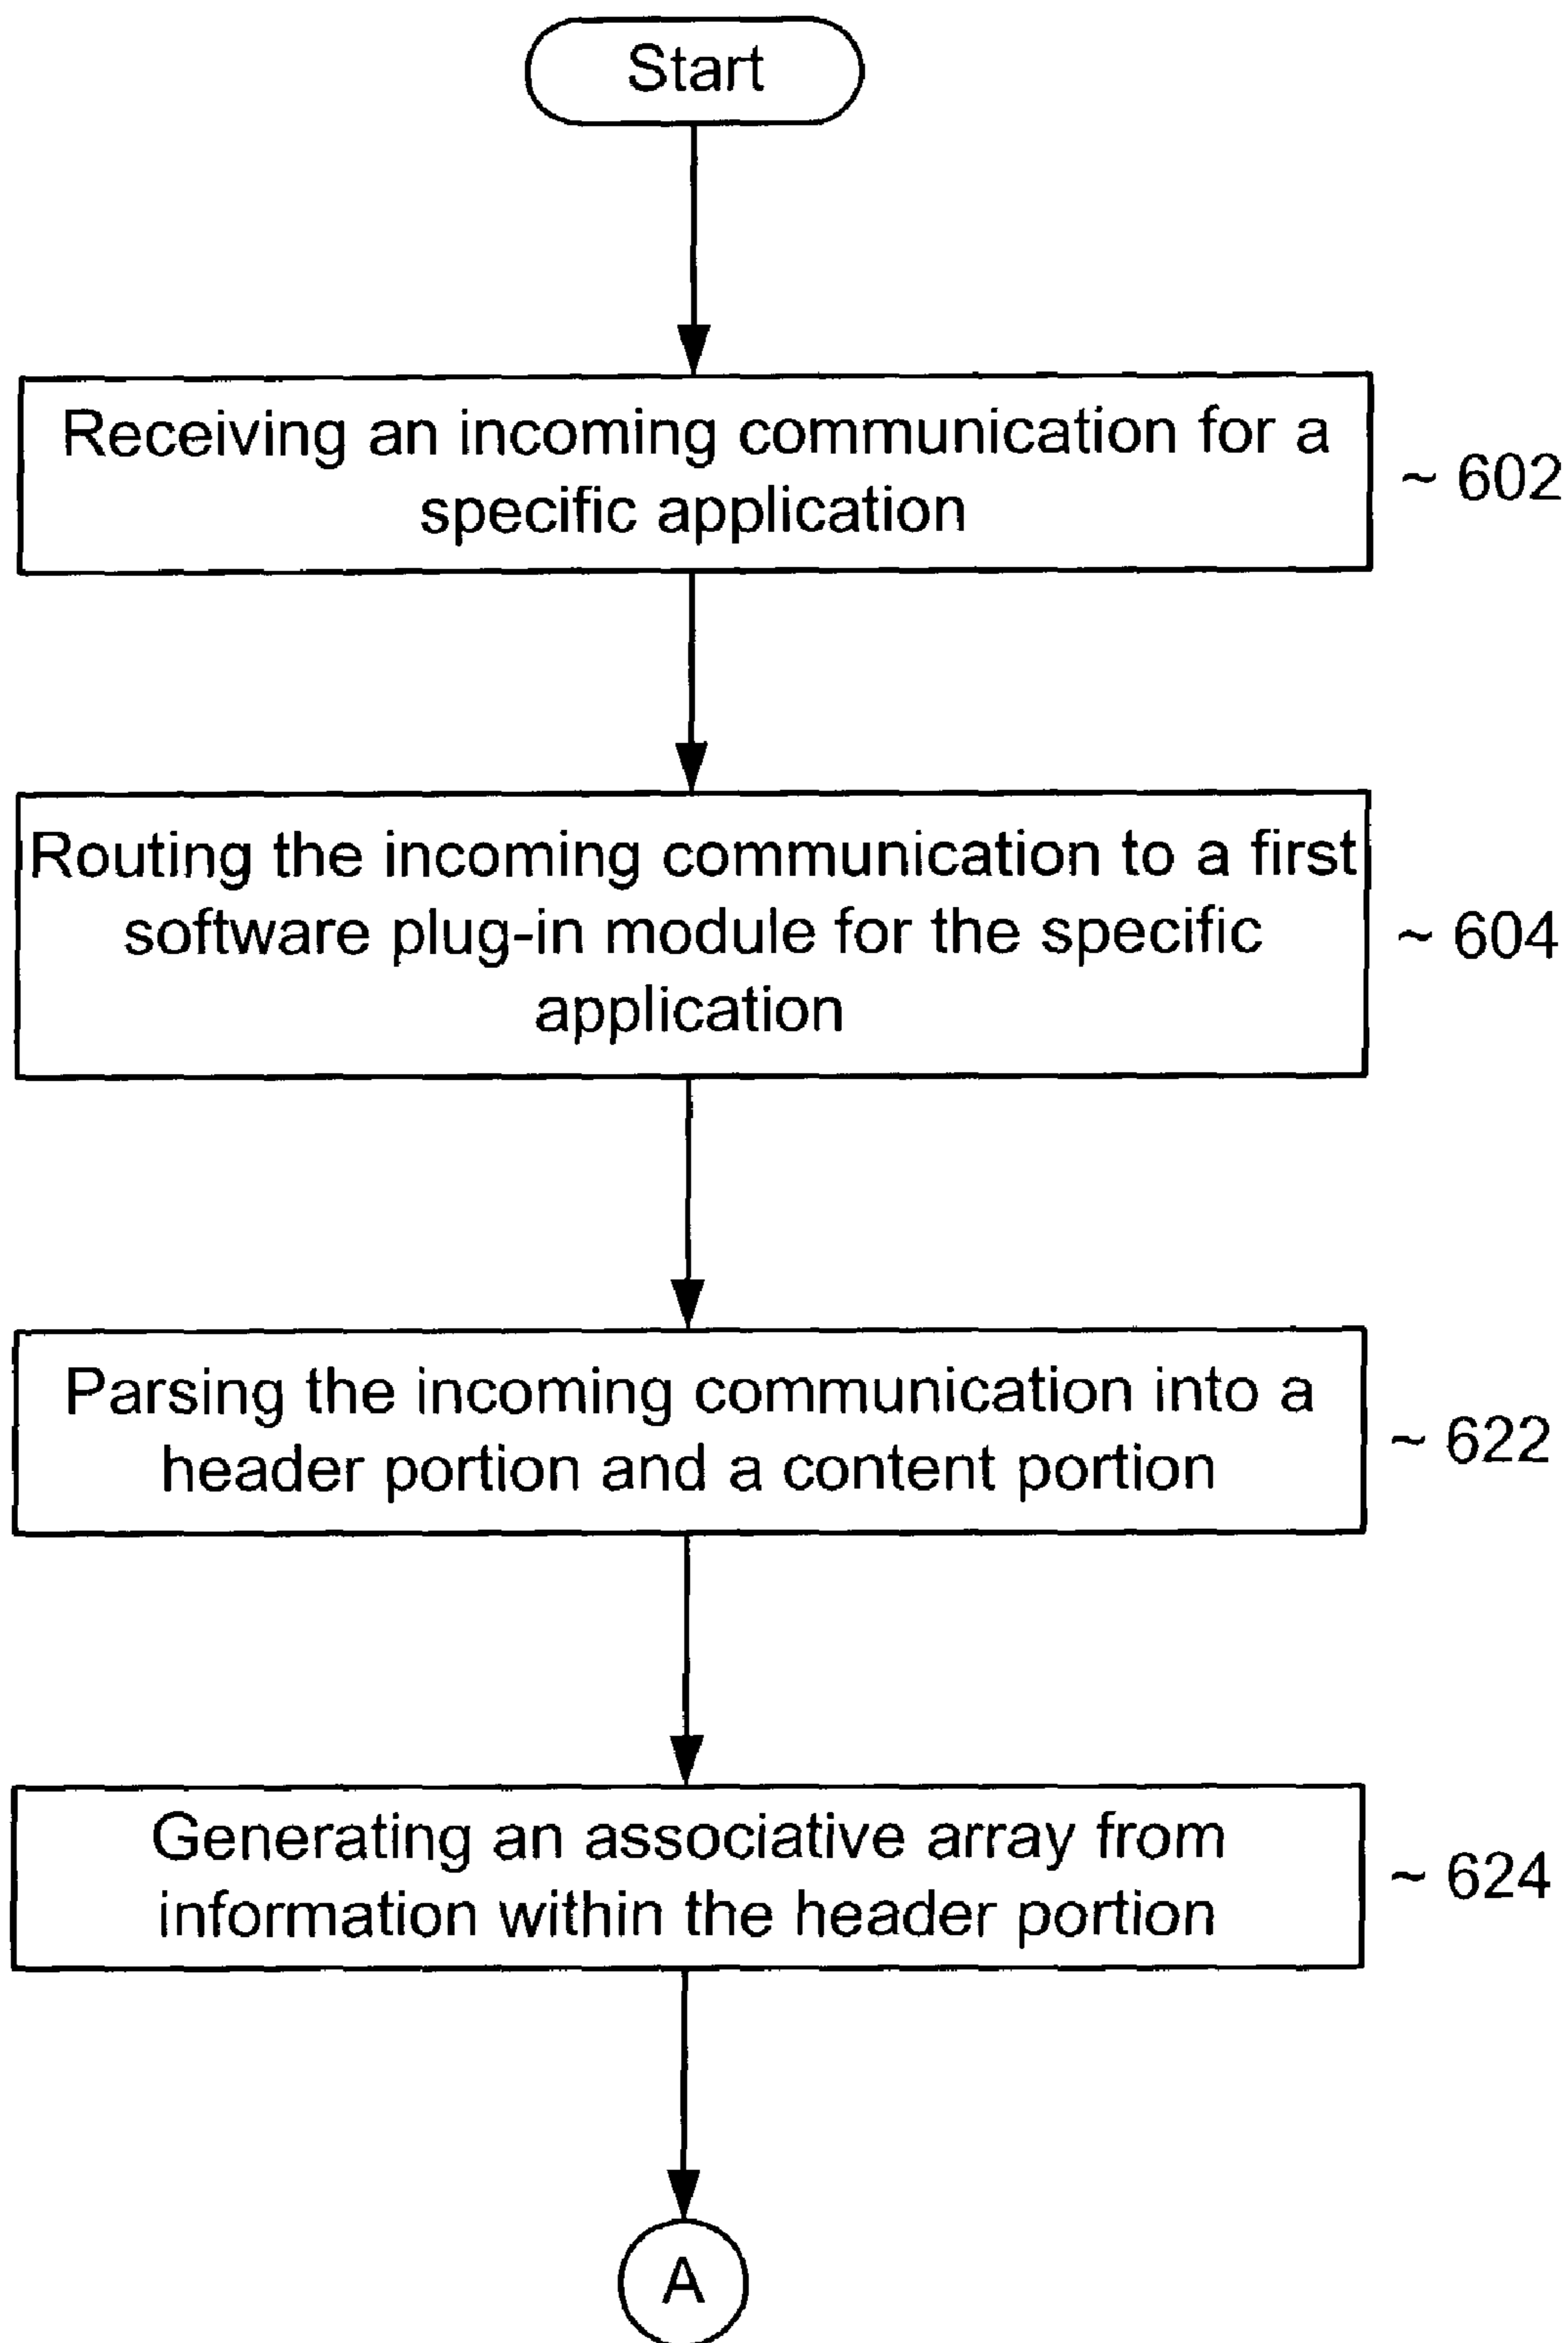 Start
Receiving an incoming communication for a
specific application
~ 602
Routing the incoming communication to a first
software plug-in module for the specific
application
~ 604
Parsing the incoming communication into a
header portion and a content portion
~ 622
Generating an associative array from
information within the header portion
~ 624
A